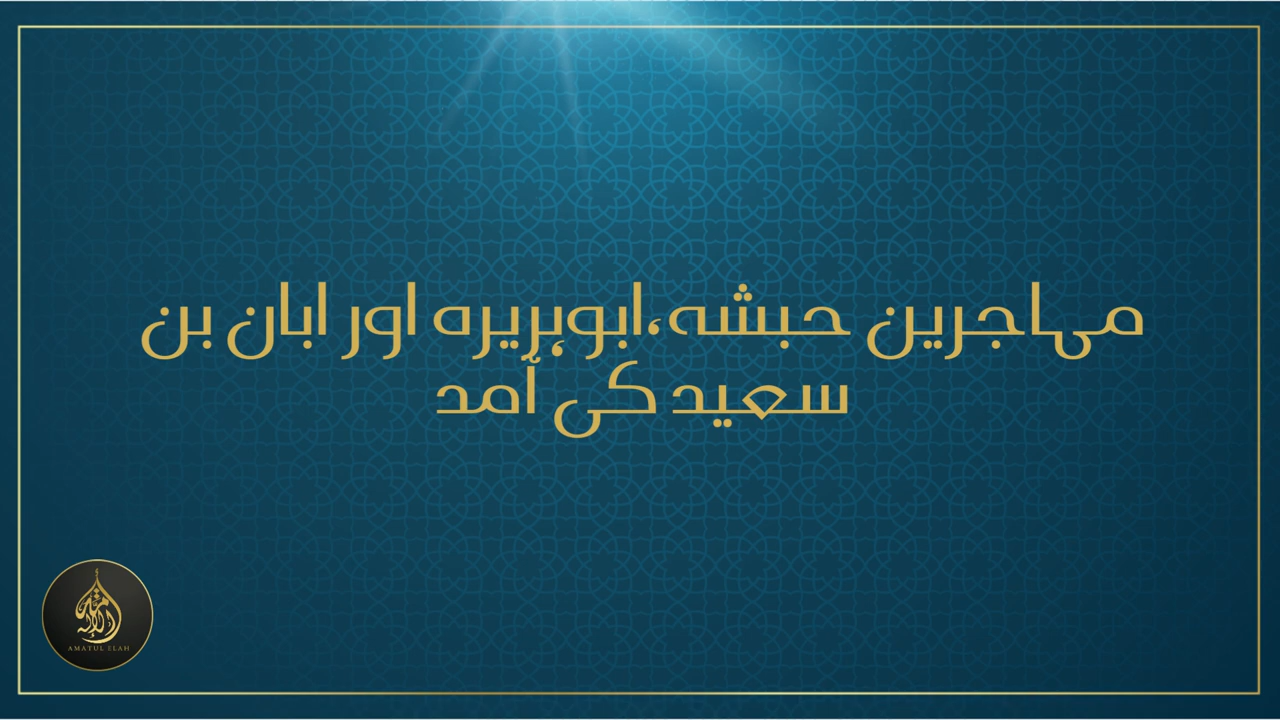 مہاجرین حبشہ،ابوہریرہ اور ابان بن
سعید کی آمد
AMATUL ELAH